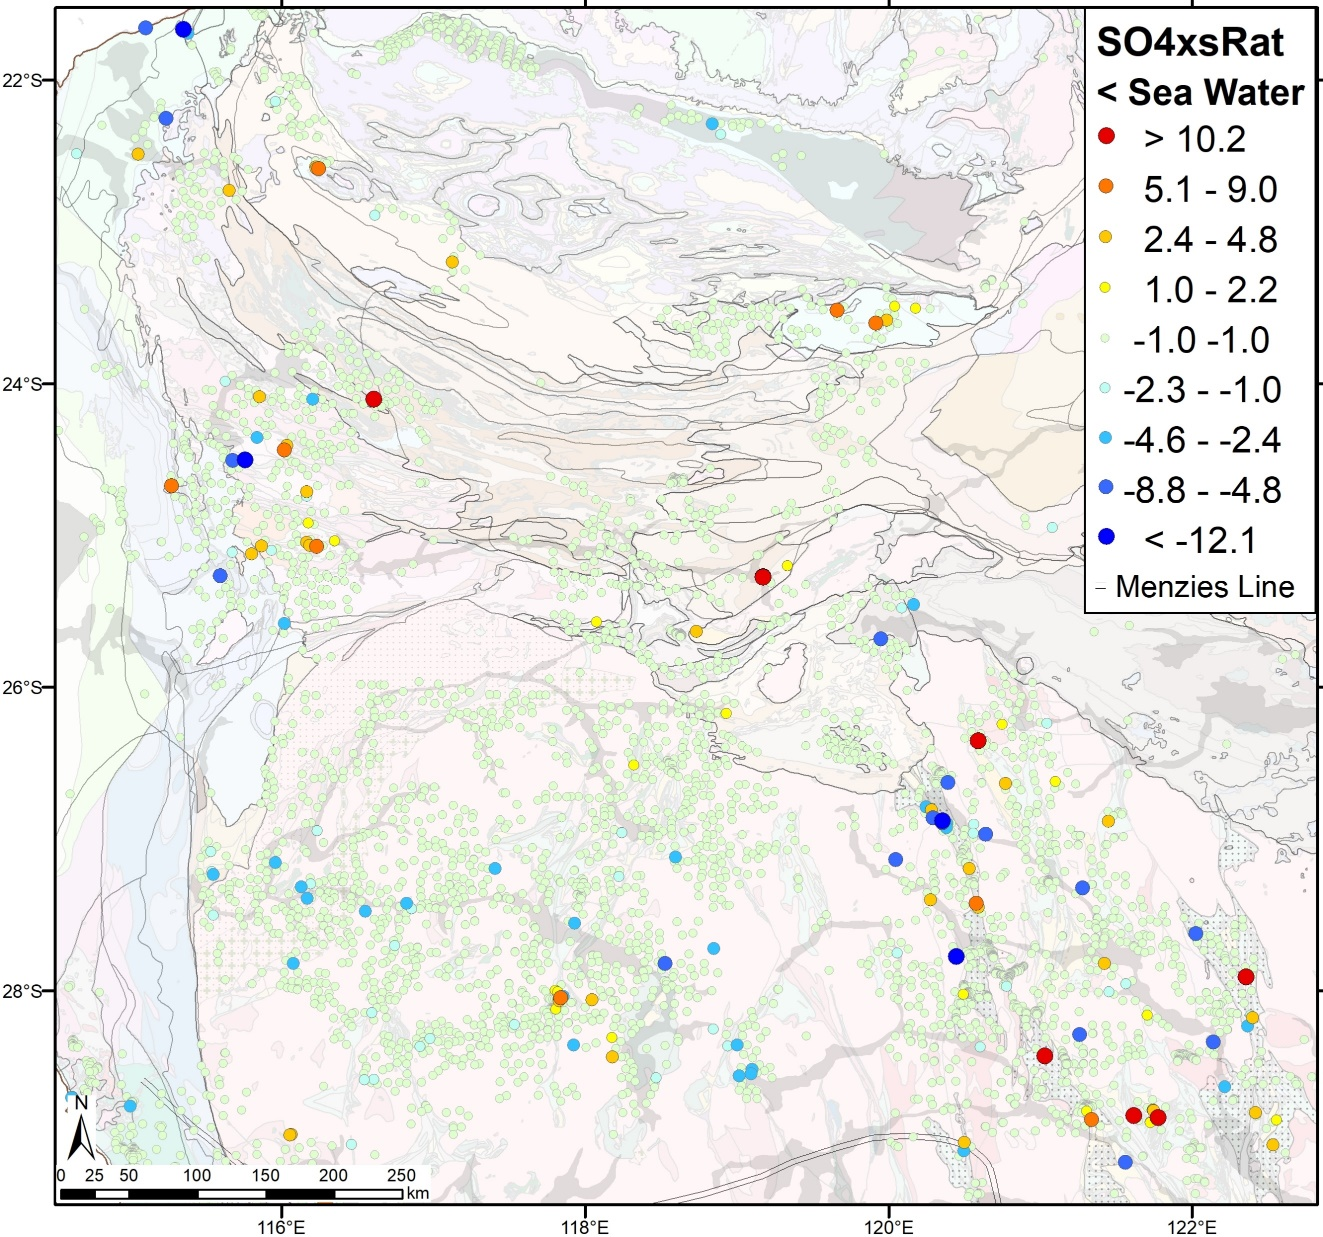 SO4xsRat
< Sea Water
> 10.2
5.1 - 9.0
2.4 - 4.8
1.0 - 2.2
-1.0 -1.0
-2.3 - -1.0
-4.6 - -2.4
-8.8 - -4.8
< -12.1
Menzies Line
22°S
24°S
26°S
28°S
N
0 25 50 100 150 200 250
km
116°E 118°E 120°E 122°E